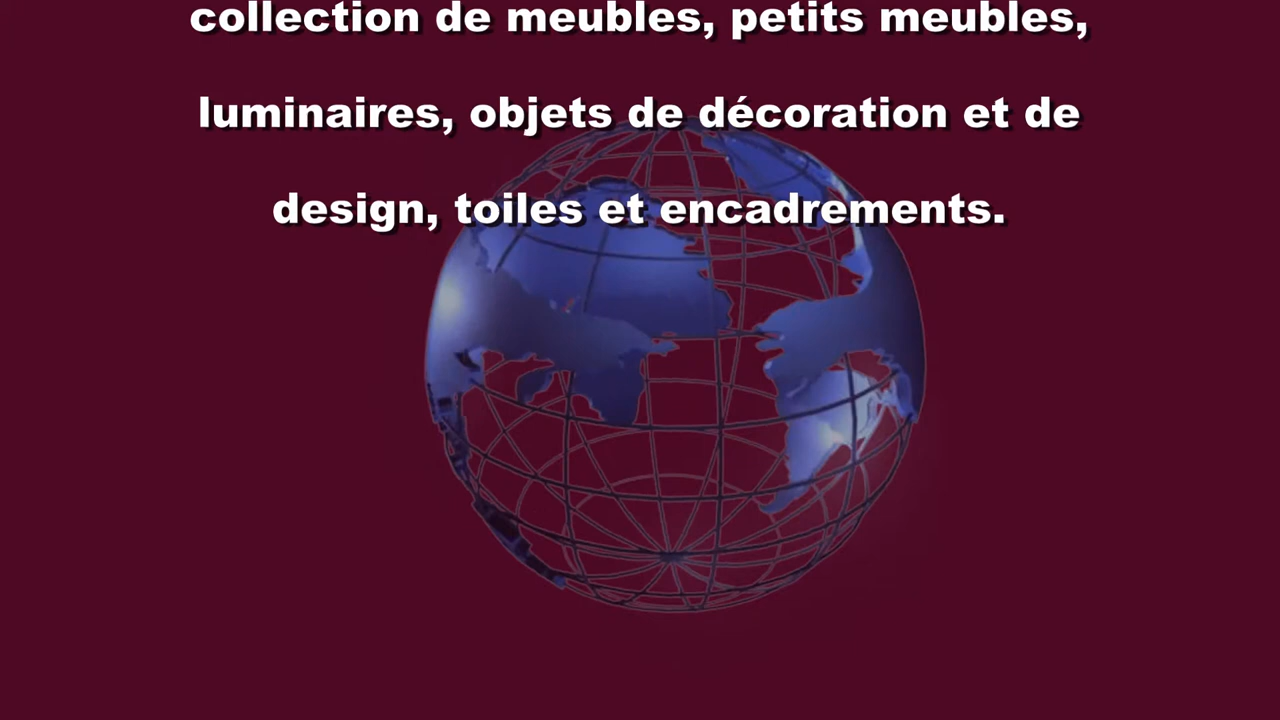 collection de meubles, petits meubles,
luminaires, objets de décoration et de
design, toiles et encadrements.